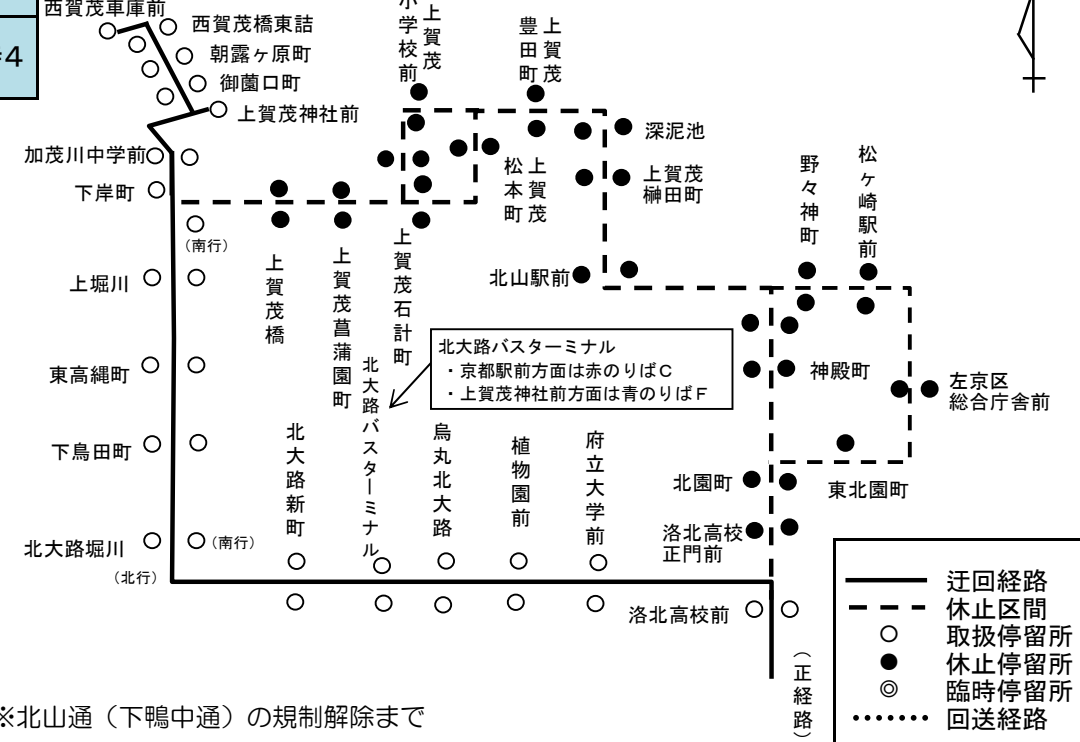 西賀茂車庫前
西賀茂橋東詰
朝露ヶ原町
御薗口町
上賀茂神社前
4
小学校前
上賀茂
豊田町
上賀茂
深泥池
上賀茂
榊田町
松本町
上賀茂
野々神町
松ヶ崎駅前
加茂川中学前
下岸町
(南行)
上賀茂橋
上賀茂菖蒲園町
上賀茂石計町
北山駅前
上堀川
東高縄町
下鳥田町
北大路堀川
(北行)
(南行)
北大路バスターミナル
・京都駅前方面は赤のりばC
・上賀茂神社前方面は青のりばF
神殿町
左京区
総合庁舎前
北大路新町
北大路バスターミナル
烏丸北大路
植物園前
府立大学前
北園町
東北園町
洛北高校
正門前
洛北高校前
(正経路)
迂回経路
休止区間
取扱停留所
休止停留所
臨時停留所
回送経路
※北山通（下鴨中通）の規制解除まで